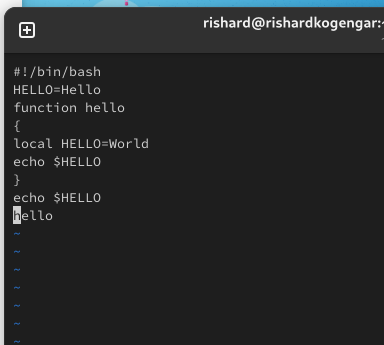 rishard@rishardkogengar:~
#!/bin/bash
HELLO=Hello
function hello
{
local HELLO=World
echo $HELLO
}
echo $HELLO
hello
~
~
~
~
~
~
~